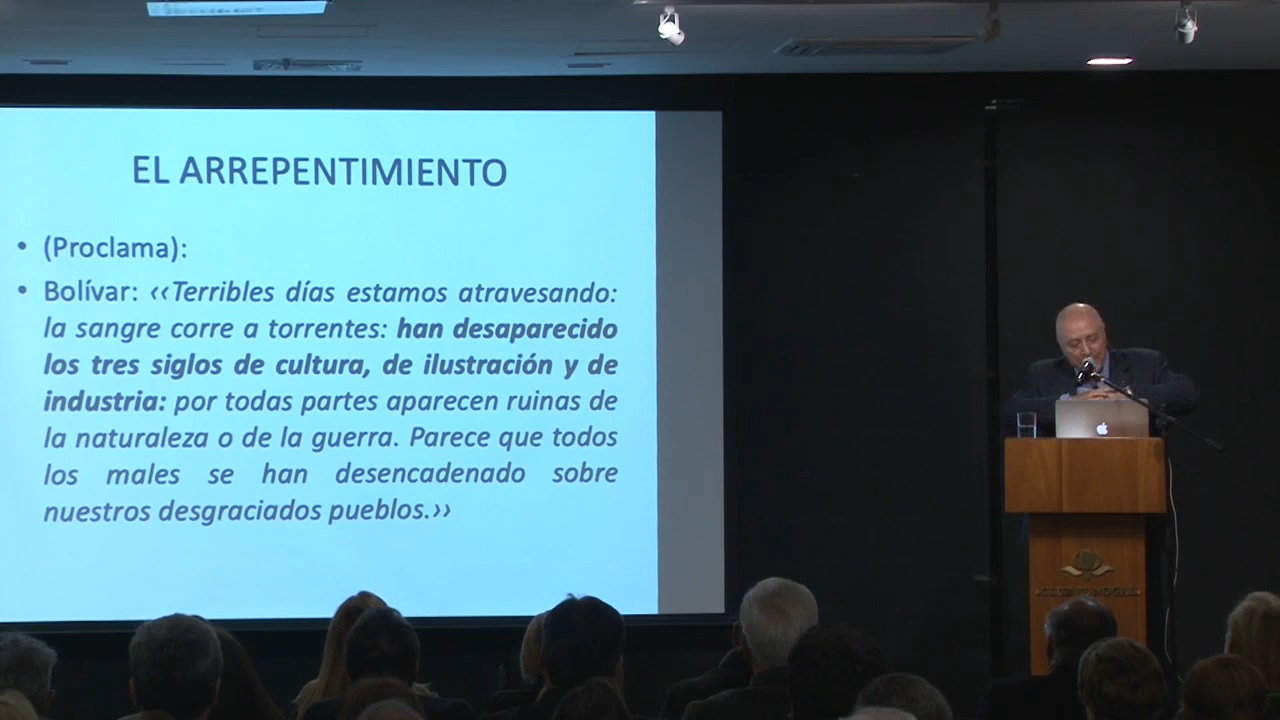 EL ARREPENTIMIENTO
• (Proclama):
• Bolívar: ‹‹Terribles días estamos atravesando:
la sangre corre a torrentes: han desaparecido
los tres siglos de cultura, de ilustración y de
industria: por todas partes aparecen ruinas de
la naturaleza o de la guerra. Parece que todos
los males se han desencadenado sobre
nuestros desgraciados pueblos.››